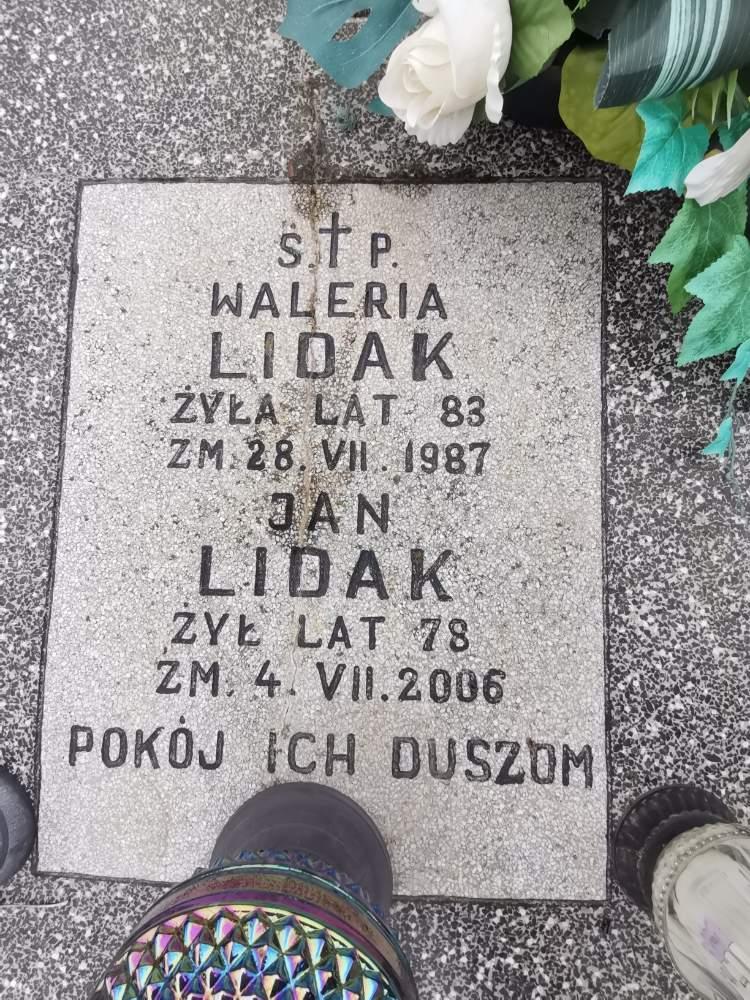 Ś.†P.
WALERIA
LIDAK
ŻYŁA LAT 83
ZM. 28. VII. 1987
JAN
LIDAK
ŻYŁ LAT 78
ZM. 4. VII. 2006
POKÓJ ICH DUSZOM